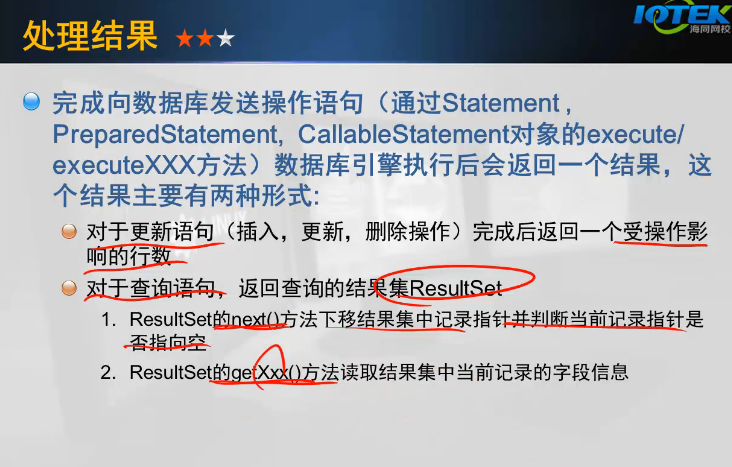 处理结果
IOTEK
海同网校
完成向数据库发送操作语句（通过Statement ,
PreparedStatement, CallableStatement对象的execute/
executeXXX方法）数据库引擎执行后会返回一个结果，这
个结果主要有两种形式:
对于更新语句（插入，更新，删除操作）完成后返回一个受操作影
响的行数
对于查询语句，返回查询的结果集ResultSet
1. ResultSet的next()方法下移结果集中记录指针并判断当前记录指针是
否指向空
2. ResultSet的getXxx()方法读取结果集中当前记录的字段信息